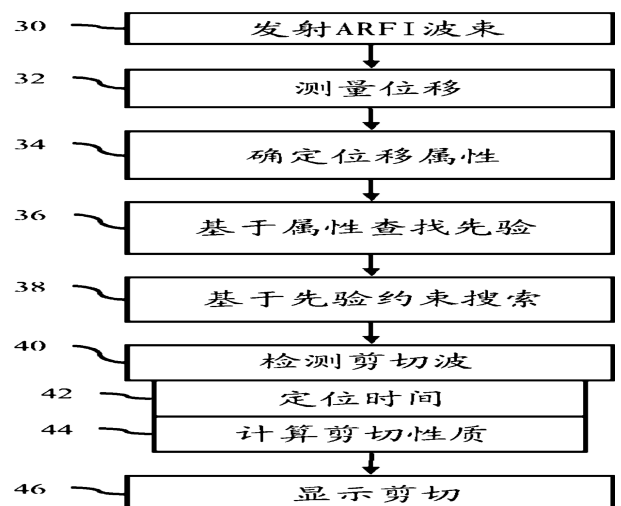 30 发射ARFI波束
32 测量位移
34 确定位移属性
36 基于属性查找先验
38 基于先验约束搜索
40 检测剪切波
42 定位时间
44 计算剪切性质
46 显示剪切